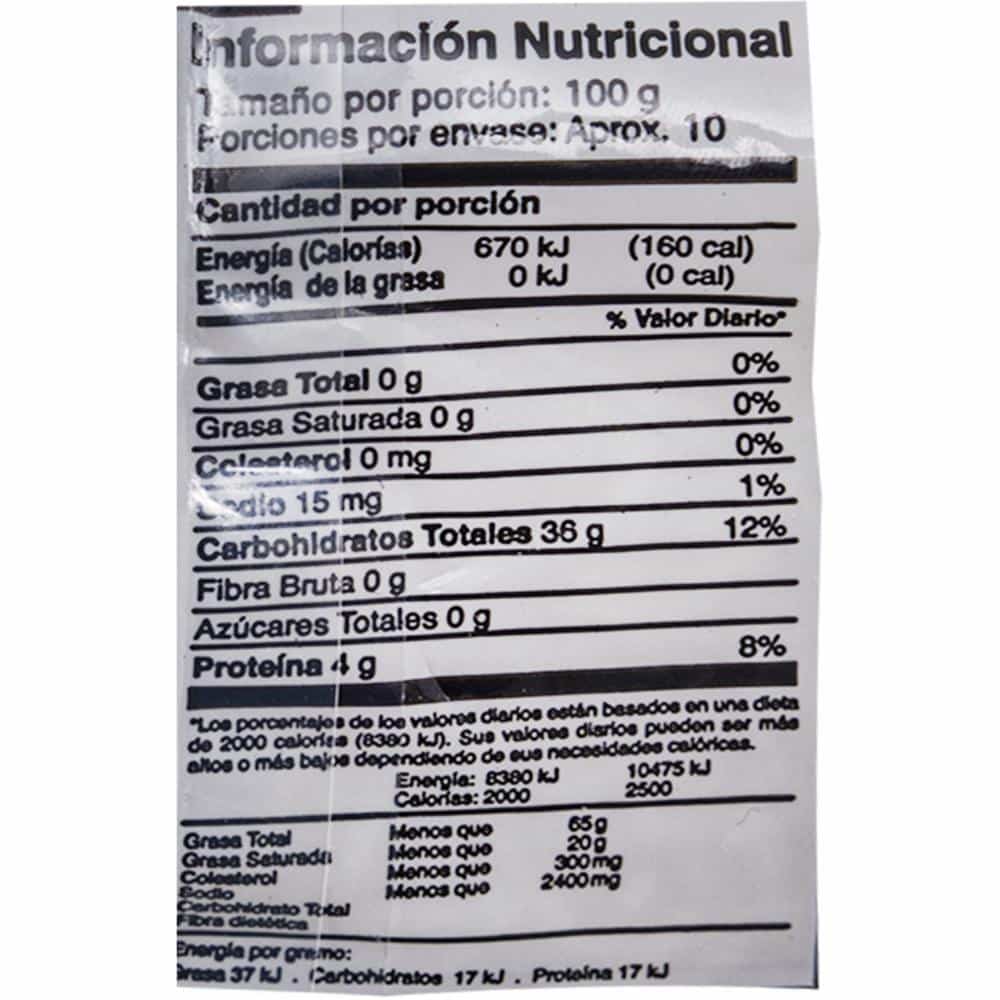 Información Nutricional
Tamaño por porción: 100 g
Porciones por envase: Aprox. 10
Cantidad por porción
Energía (Calorías) 670 kJ (160 cal)
Energía de la grasa 0 kJ (0 cal)
% Valor Diario*
Grasa Total 0 g 0%
Grasa Saturada 0 g 0%
Colesterol 0 mg 0%
Sodio 15 mg 1%
Carbohidratos Totales 36 g 12%
Fibra Bruta 0 g
Azúcares Totales 0 g
Proteína 4 g 8%
*Los porcentajes de los valores diarios están basados en una dieta
de 2000 calorías (8380 kJ). Sus valores diarios pueden ser más
altos o más bajos dependiendo de sus necesidades calóricas.
Energía: 8380 kJ 10475 kJ
Calorías: 2000 2500
Grasa Total Menos que 65 g
Grasa Saturada Menos que 20 g
Colesterol Menos que 300 mg
Sodio Menos que 2400 mg
Carbohidrato Total
Fibra dietética
Energía por gramo:
Grasa 37 kJ . Carbohidratos 17 kJ . Proteína 17 kJ